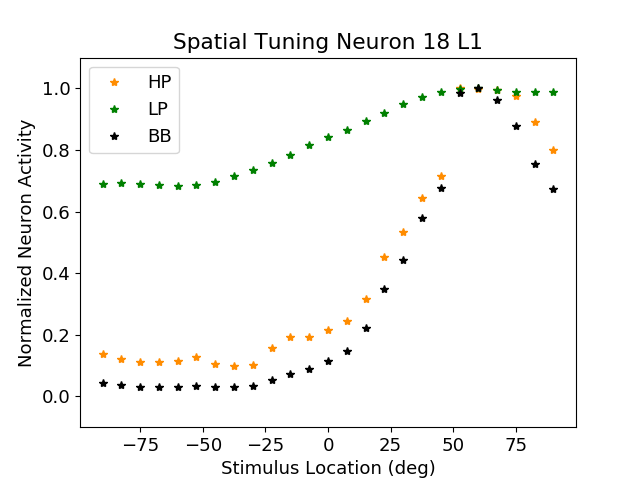 Spatial Tuning Neuron 18 L1
HP
LP
BB
Normalized Neuron Activity
1.0
0.8
0.6
0.4
0.2
0.0
−75 −50 −25 0 25 50 75
Stimulus Location (deg)